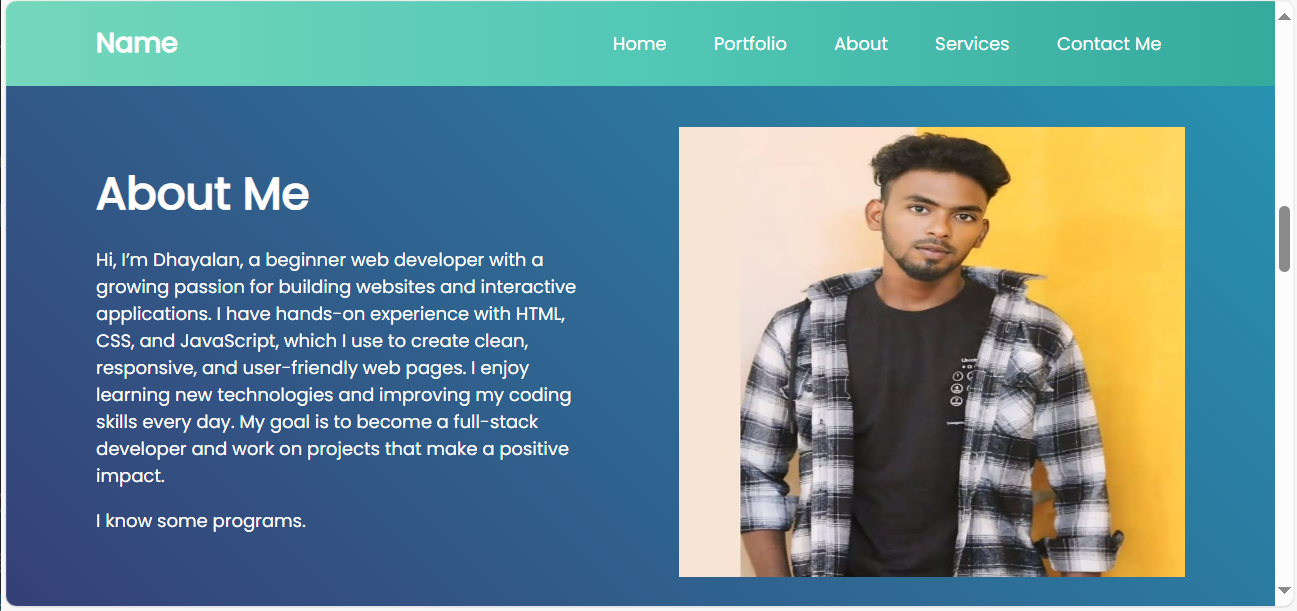 Name
Home Portfolio About Services Contact Me
About Me
Hi, I’m Dhayalan, a beginner web developer with a
growing passion for building websites and interactive
applications. I have hands-on experience with HTML,
CSS, and JavaScript, which I use to create clean,
responsive, and user-friendly web pages. I enjoy
learning new technologies and improving my coding
skills every day. My goal is to become a full-stack
developer and work on projects that make a positive
impact.
I know some programs.